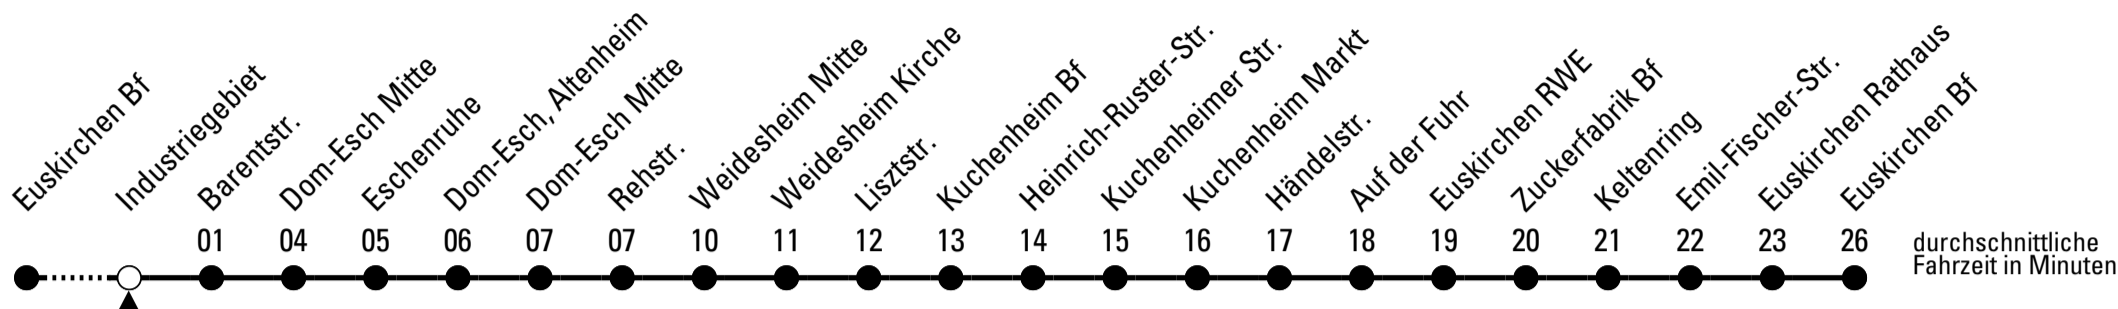 Euskirchen Bf
Industriegebiet
Barentstr.
Dom-Esch Mitte
Eschenruhe
Dom-Esch, Altenheim
Dom-Esch Mitte
Rehstr.
Weidesheim Mitte
Weidesheim Kirche
Lisztstr.
Kuchenheim Bf
Heinrich-Ruster-Str.
Kuchenheimer Str.
Kuchenheim Markt
Händelstr.
Auf der Fuhr
Euskirchen RWE
Zuckerfabrik Bf
Keltenring
Emil-Fischer-Str.
Euskirchen Rathaus
Euskirchen Bf
01 04 05 06 07 07 10 11 12 13 14 15 16 17 18 19 20 21 22 23 26
durchschnittliche
Fahrzeit in Minuten